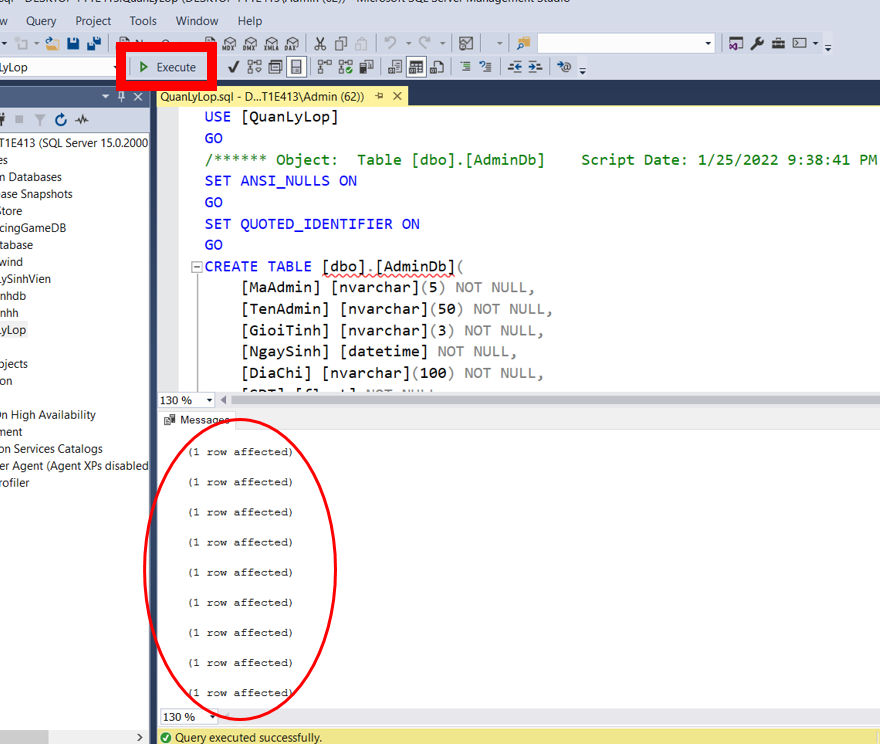 Query Project Tools Window Help
LyLop
Execute
QuanLyLop.sql - D...T1E413\Admin (62))
T1E413 (SQL Server 15.0.2000
es
m Databases
ase Snapshots
Store
cingGameDB
tabase
wind
LySinhVien
nhdb
nhh
LyLop
bjects
on
On High Availability
ment
on Services Catalogs
er Agent (Agent XPs disabled
rofiler
USE [QuanLyLop]
GO
/****** Object:  Table [dbo].[AdminDb]    Script Date: 1/25/2022 9:38:41 PM
SET ANSI_NULLS ON
GO
SET QUOTED_IDENTIFIER ON
GO
CREATE TABLE [dbo].[AdminDb](
[MaAdmin] [nvarchar](5) NOT NULL,
[TenAdmin] [nvarchar](50) NOT NULL,
[GioiTinh] [nvarchar](3) NOT NULL,
[NgaySinh] [datetime] NOT NULL,
[DiaChi] [nvarchar](100) NOT NULL,
130 %
Messages
(1 row affected)
(1 row affected)
(1 row affected)
(1 row affected)
(1 row affected)
(1 row affected)
(1 row affected)
(1 row affected)
(1 row affected)
130 %
Query executed successfully.